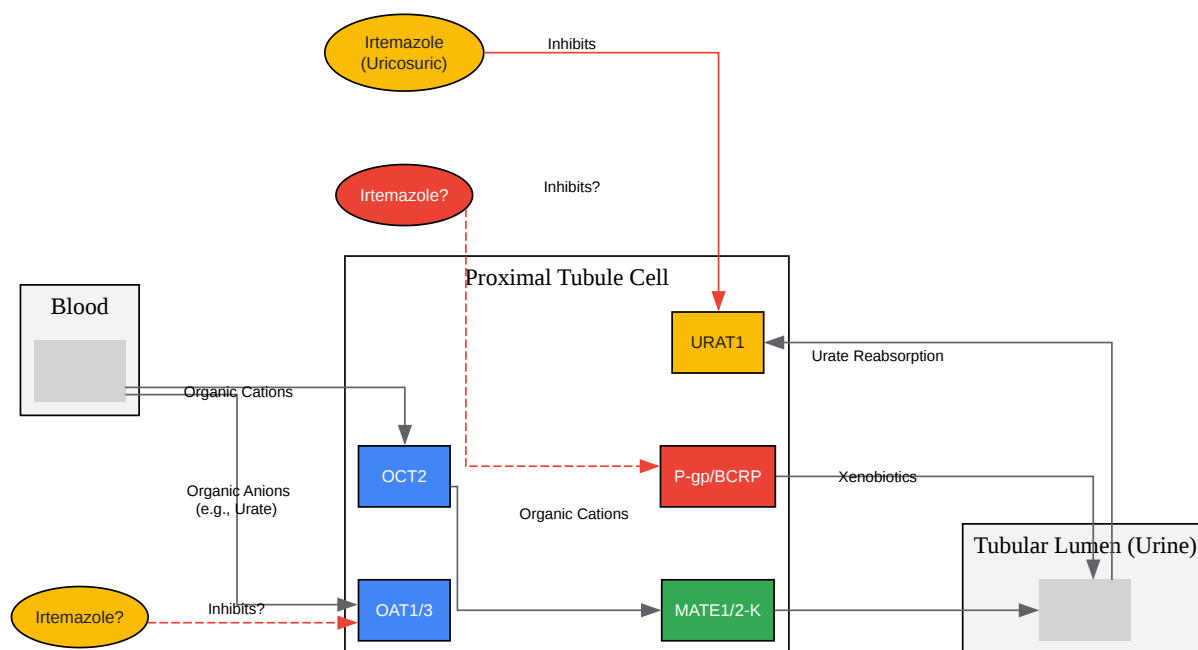 Irtemazole
(Uricosuric)
Inhibits
Irtemazole?
Inhibits?
Proximal Tubule Cell
Blood
URAT1
Urate Reabsorption
Organic Cations
OCT2
P-gp/BCRP
Xenobiotics
Organic Anions
(e.g., Urate)
Organic Cations
Tubular Lumen (Urine)
Irtemazole?
Inhibits?
OAT1/3
MATE1/2-K